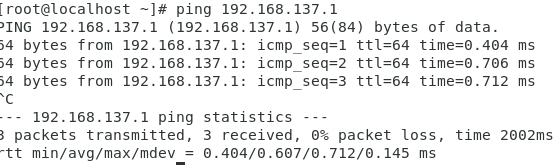 [root@localhost ~]# ping 192.168.137.1
PING 192.168.137.1 (192.168.137.1) 56(84) bytes of data.
64 bytes from 192.168.137.1: icmp_seq=1 ttl=64 time=0.404 ms
64 bytes from 192.168.137.1: icmp_seq=2 ttl=64 time=0.706 ms
64 bytes from 192.168.137.1: icmp_seq=3 ttl=64 time=0.712 ms
^C
--- 192.168.137.1 ping statistics ---
3 packets transmitted, 3 received, 0% packet loss, time 2002ms
rtt min/avg/max/mdev = 0.404/0.607/0.712/0.145 ms